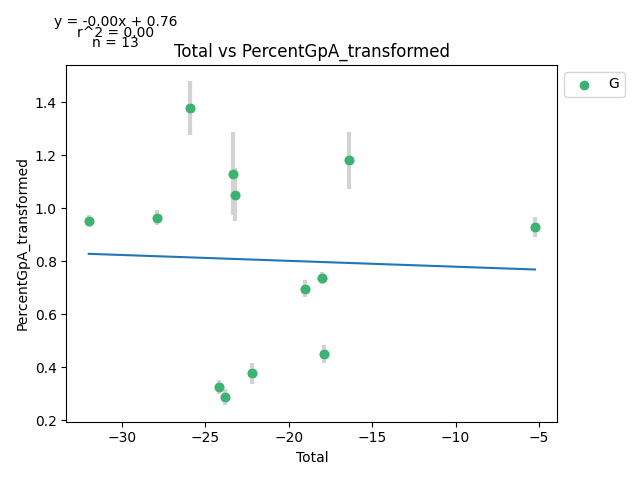 y = -0.00x + 0.76
r^2 = 0.00
n = 13
Total vs PercentGpA_transformed
G
PercentGpA_transformed
1.4
1.2
1.0
0.8
0.6
0.4
0.2
−30
−25
−20
−15
−10
−5
Total